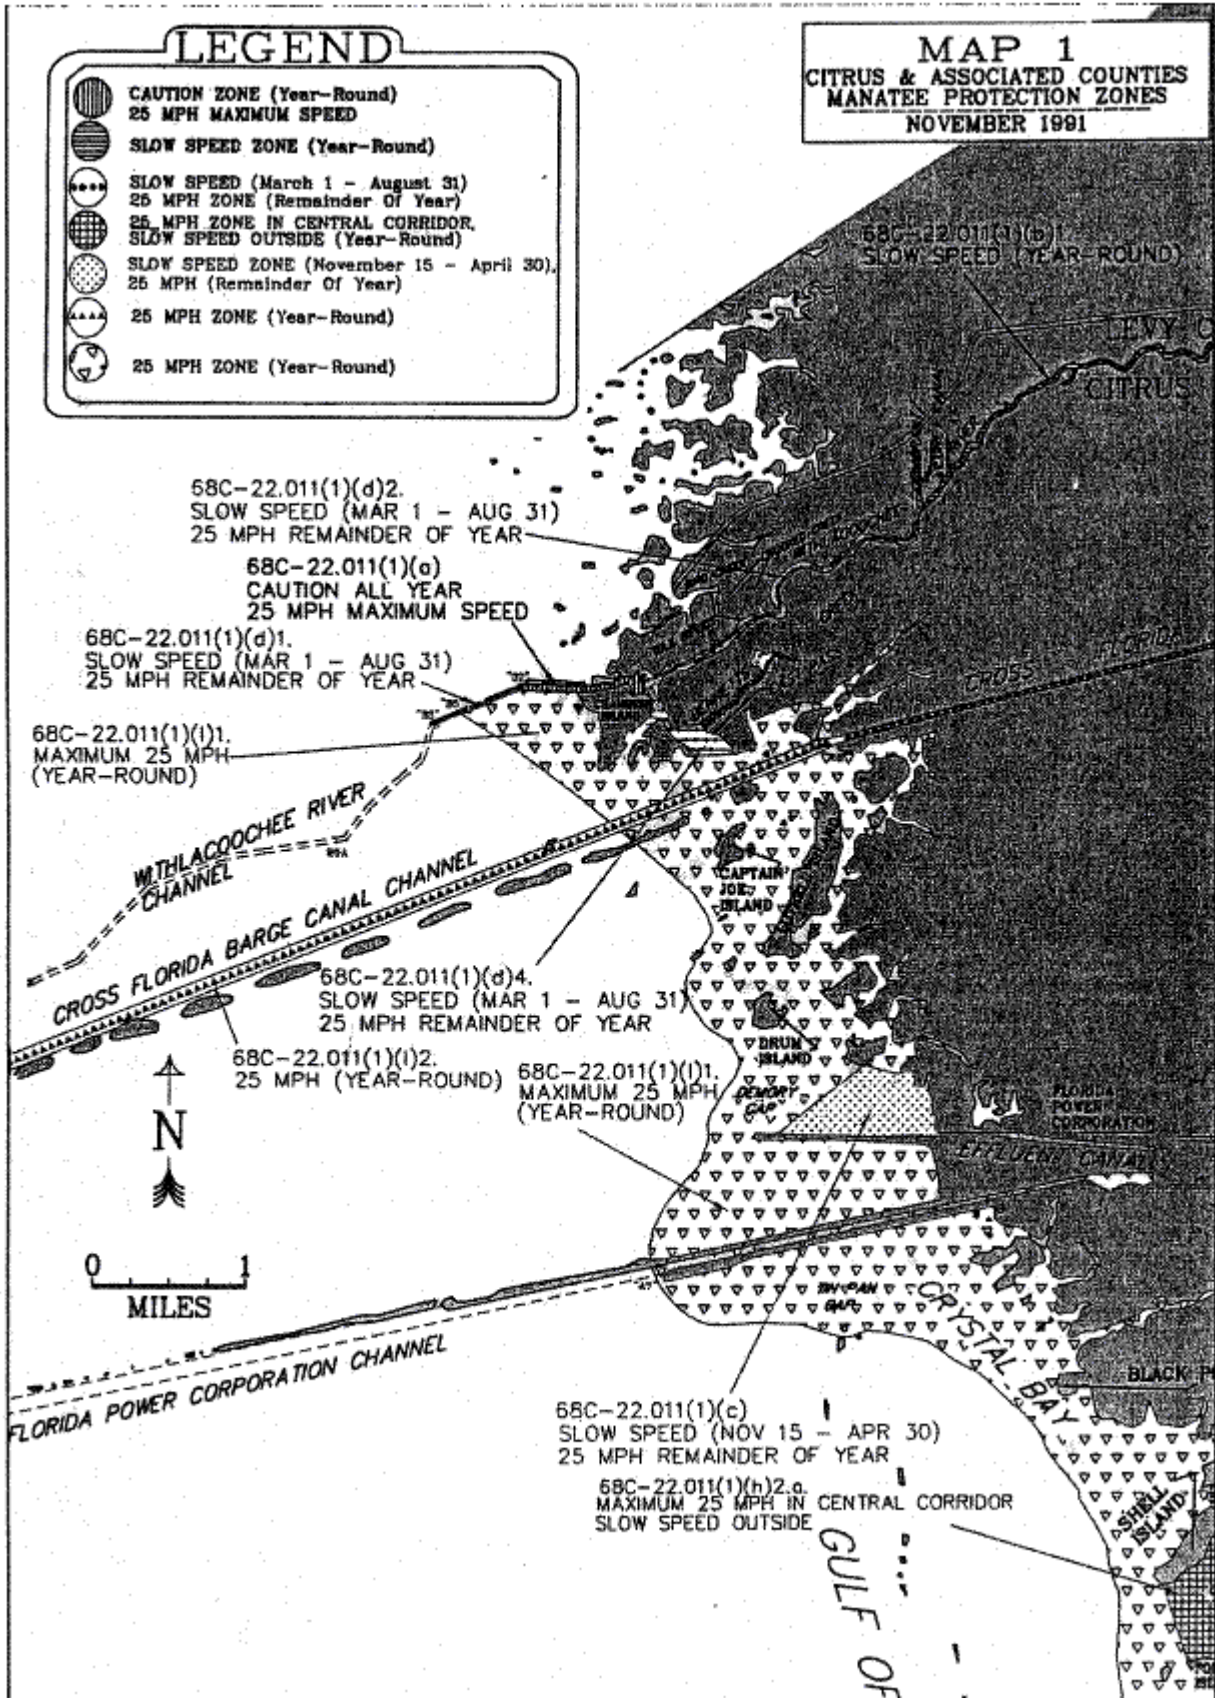 LEGEND
CAUTION ZONE (Year-Round)
25 MPH MAXIMUM SPEED
SLOW SPEED ZONE (Year-Round)
SLOW SPEED (March 1 - August 31)
25 MPH ZONE (Remainder Of Year)
25 MPH ZONE IN CENTRAL CORRIDOR,
SLOW SPEED OUTSIDE (Year-Round)
SLOW SPEED ZONE (November 15 - April 30),
25 MPH (Remainder Of Year)
25 MPH ZONE (Year-Round)
25 MPH ZONE (Year-Round)
MAP 1
CITRUS & ASSOCIATED COUNTIES
MANATEE PROTECTION ZONES
NOVEMBER 1991
68C-22.011(1)(b)1.
SLOW SPEED (YEAR-ROUND)
LEVY C
CITRUS
68C-22.011(1)(d)2.
SLOW SPEED (MAR 1 - AUG 31)
25 MPH REMAINDER OF YEAR
68C-22.011(1)(a)
CAUTION ALL YEAR
25 MPH MAXIMUM SPEED
68C-22.011(1)(d)1.
SLOW SPEED (MAR 1 - AUG 31)
25 MPH REMAINDER OF YEAR
68C-22.011(1)(l)1.
MAXIMUM 25 MPH
(YEAR-ROUND)
CROSS FLORIDA
ISLAND
WITHLACOOCHEE RIVER
CHANNEL
CROSS FLORIDA BARGE CANAL CHANNEL
CAPTAIN
JOE
ISLAND
68C-22.011(1)(d)4.
SLOW SPEED (MAR 1 - AUG 31)
25 MPH REMAINDER OF YEAR
68C-22.011(1)(l)2.
25 MPH (YEAR-ROUND)
DRUM
ISLAND
68C-22.011(1)(l)1.
MAXIMUM 25 MPH
(YEAR-ROUND)
DEMORY
GAP
FLORIDA
POWER
CORPORATION
EFFLUENT CANAL
N
0 1
MILES
TIN PAN
GAP
CRYSTAL BAY
FLORIDA POWER CORPORATION CHANNEL
BLACK P
68C-22.011(1)(c)
SLOW SPEED (NOV 15 - APR 30)
25 MPH REMAINDER OF YEAR
68C-22.011(1)(h)2.a.
MAXIMUM 25 MPH IN CENTRAL CORRIDOR
SLOW SPEED OUTSIDE
SHELL
ISLAND
GULF OF